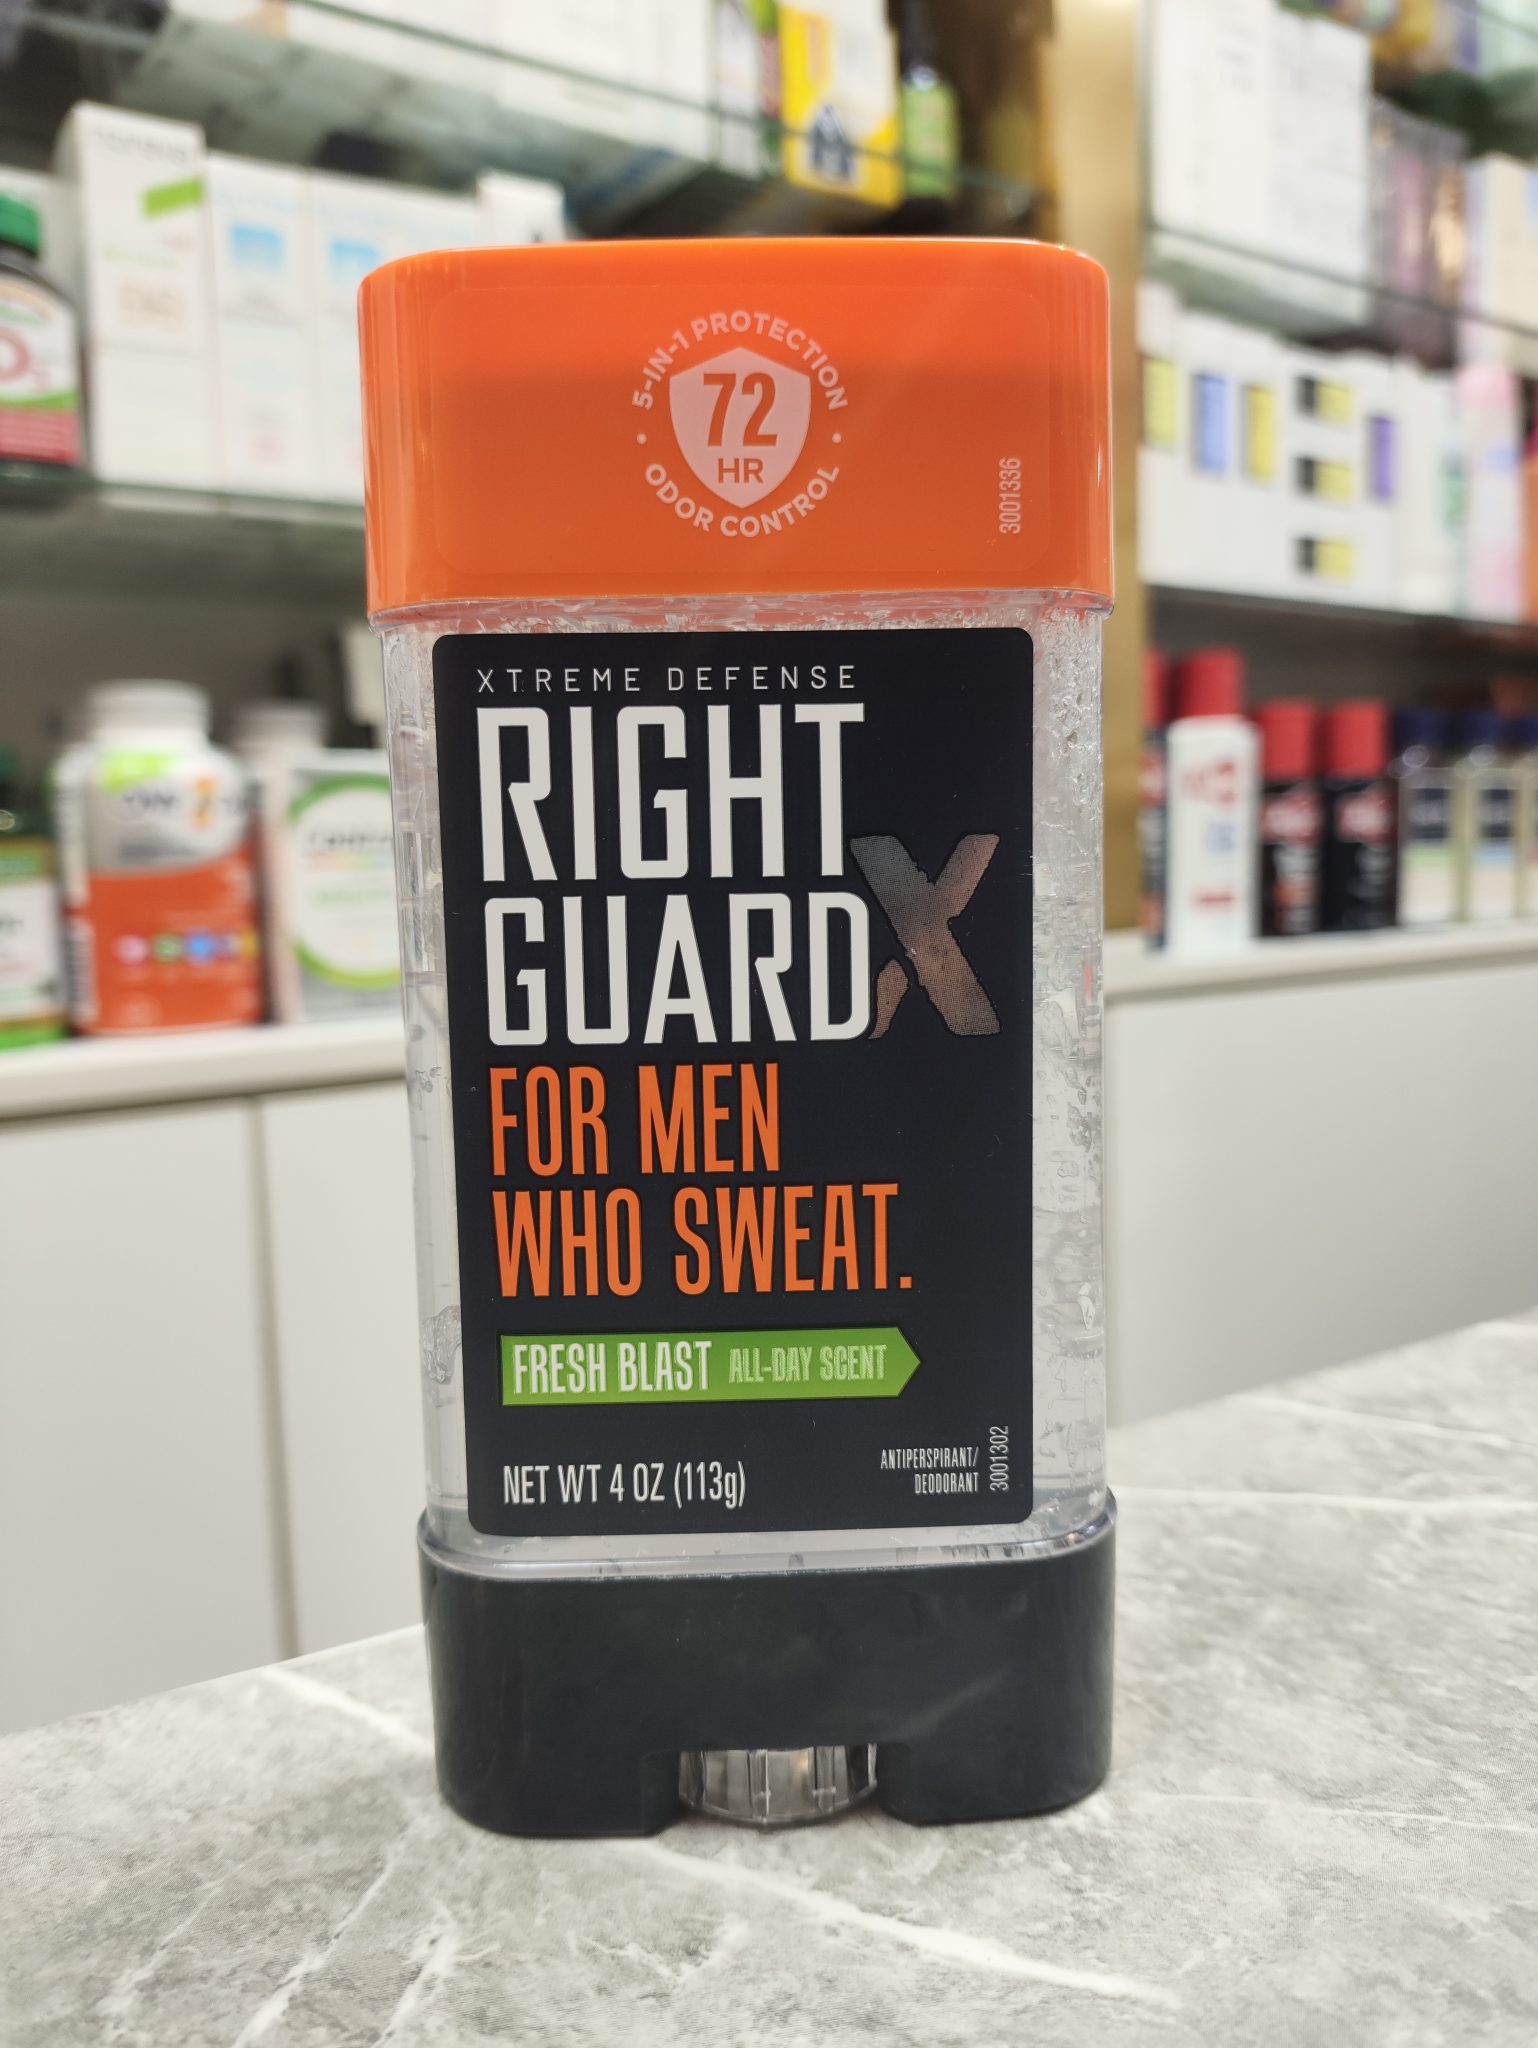 5-IN-1 PROTECTION
72
HR
ODOR CONTROL
3001336
XTREME DEFENSE
RIGHT
GUARD X
FOR MEN
WHO SWEAT.
FRESH BLAST ALL-DAY SCENT
NET WT 4 OZ (113g)
ANTIPERSPIRANT/
DEODORANT
3001302